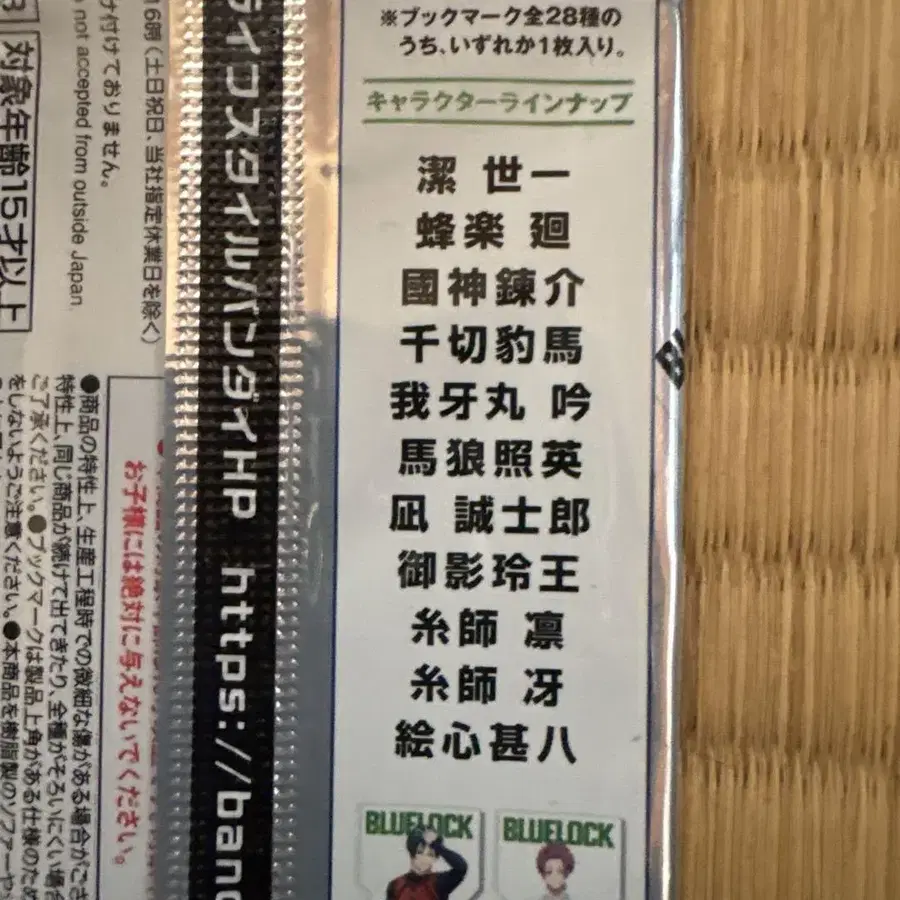 ※ブックマーク全28種の
うち、いずれか1枚入り。
キャラクターラインナップ
潔 世一
蜂楽 廻
國神錬介
千切豹馬
我牙丸 吟
馬狼照英
凪 誠士郎
御影玲王
糸師 凛
糸師 冴
絵心甚八
BLUELOCK
BLUELOCK
BL
ライフスタイルバンダイHP https://band
16時(土日祝日、当社指定休業日を除く)
け付けておりません。
not accepted from outside Japan.
対象年齢15才以上
お子様には絶対に与えないでください。
●商品の特性上、生産工程時での微細な傷がある場合がござ
特性上、同じ商品が続けて出てきたり、全種がそろいにくい場合
ご了承ください。●ブックマークは製品上角がある仕様のため
をしないようご注意ください。●本商品を樹脂製のソファーや